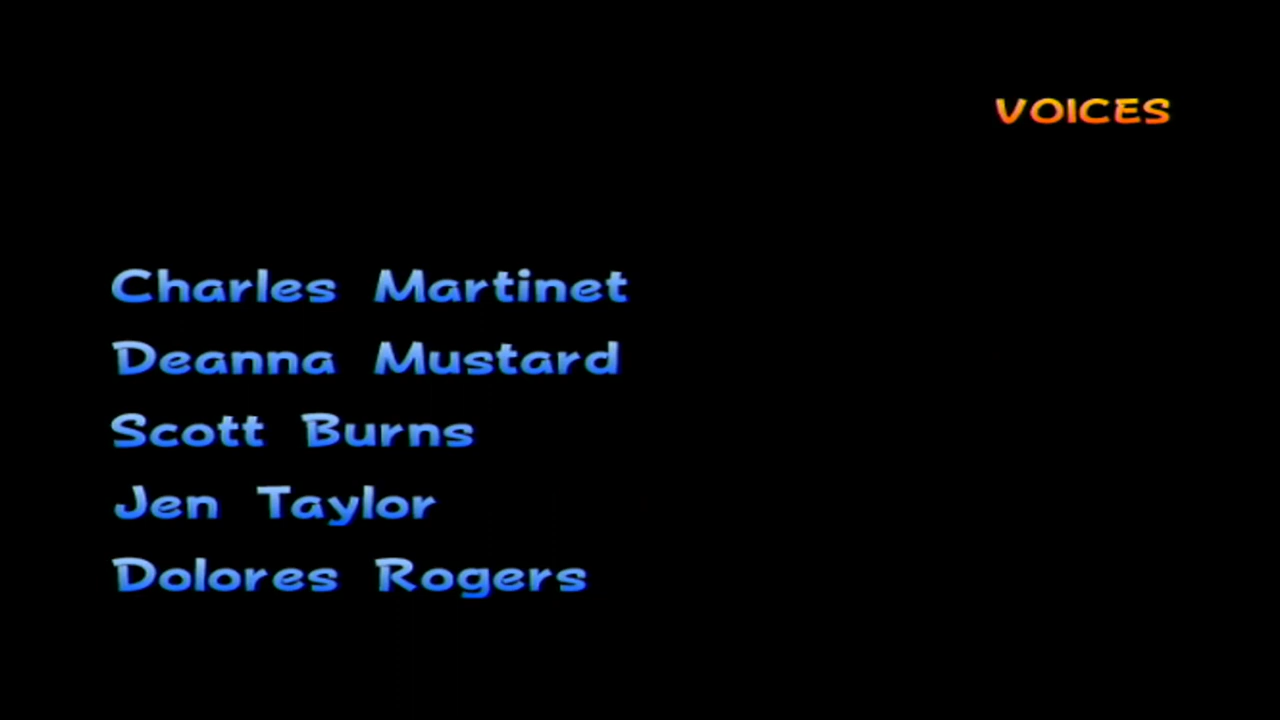 VOICES
Charles Martinet
Deanna Mustard
Scott Burns
Jen Taylor
Dolores Rogers